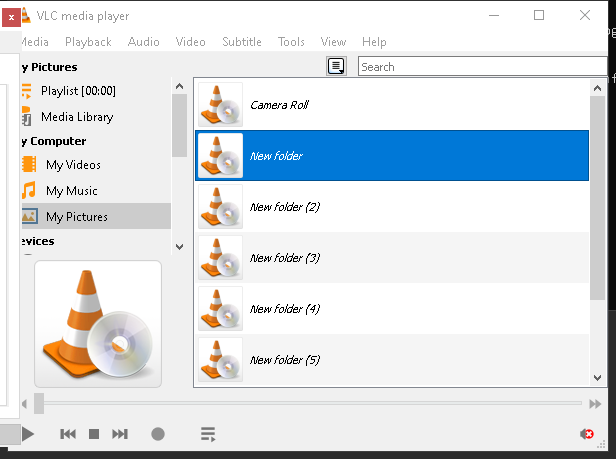 x
VLC media player
Media Playback Audio Video Subtitle Tools View Help
y Pictures
Search
Playlist [00:00]
Media Library
y Computer
My Videos
My Music
My Pictures
evices
Camera Roll
New folder
New folder (2)
New folder (3)
New folder (4)
New folder (5)